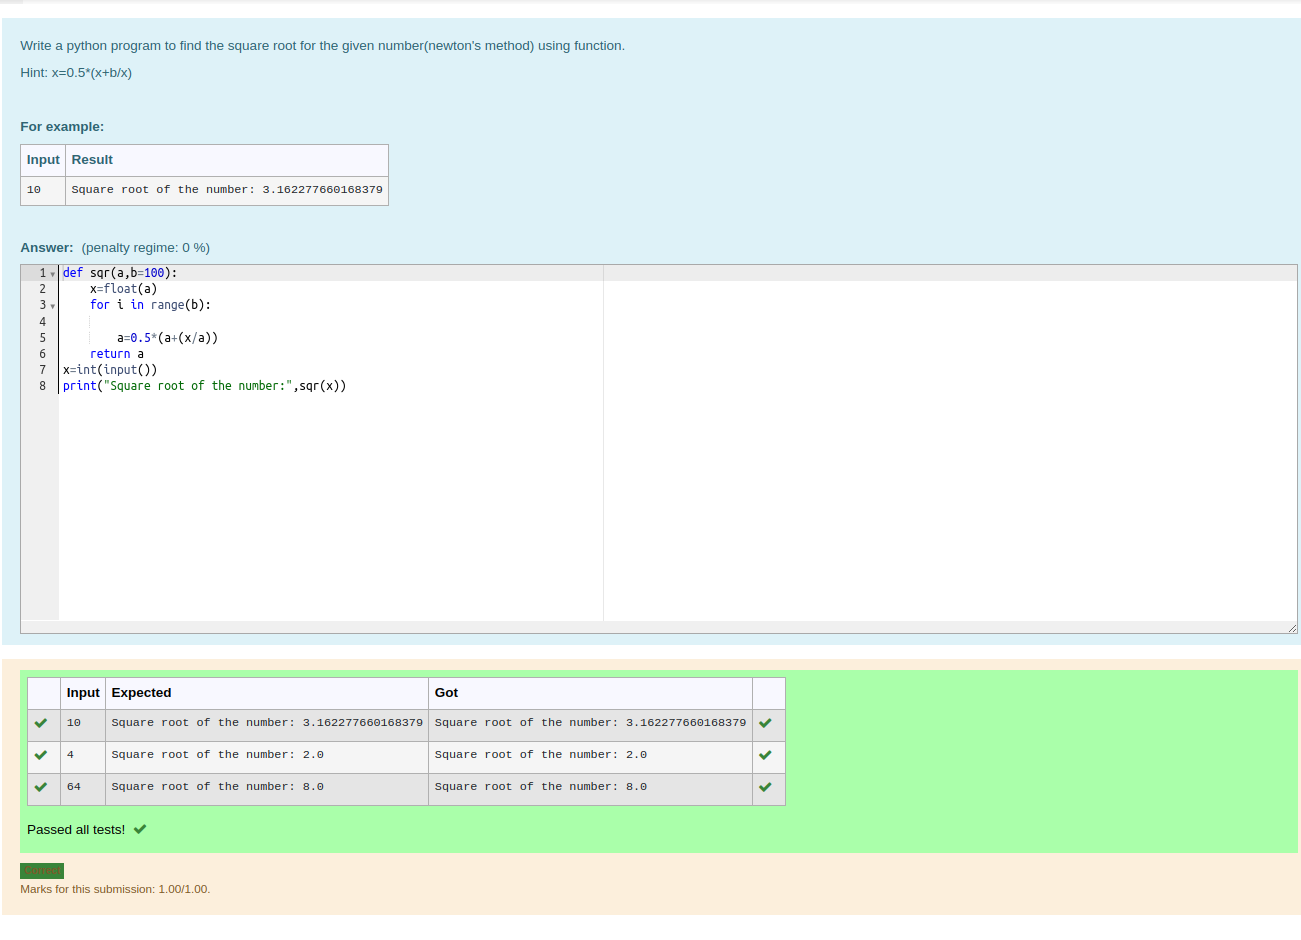 Write a python program to find the square root for the given number(newton's method) using function.
Hint: x=0.5*(x+b/x)
For example:
Input Result
10 Square root of the number: 3.162277660168379
Answer: (penalty regime: 0 %)
1 def sqr(a,b=100):
2     x=float(a)
3     for i in range(b):
4
5         a=0.5*(a+(x/a))
6     return a
7 x=int(input())
8 print("Square root of the number:",sqr(x))
Input Expected Got
10 Square root of the number: 3.162277660168379 Square root of the number: 3.162277660168379
4 Square root of the number: 2.0 Square root of the number: 2.0
64 Square root of the number: 8.0 Square root of the number: 8.0
Passed all tests!
Correct
Marks for this submission: 1.00/1.00.